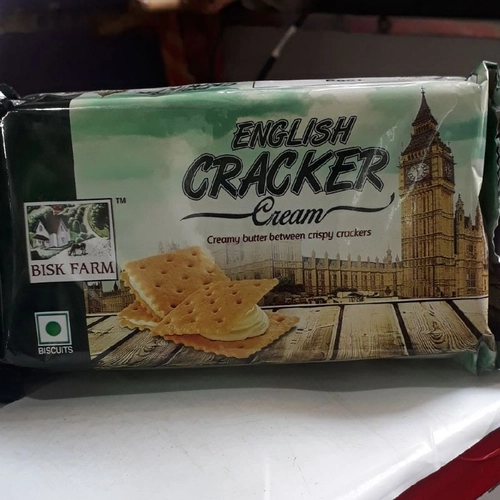 ENGLISH
CRACKER
Cream
Creamy butter between crispy crackers
TM
BISK FARM
BISCUITS